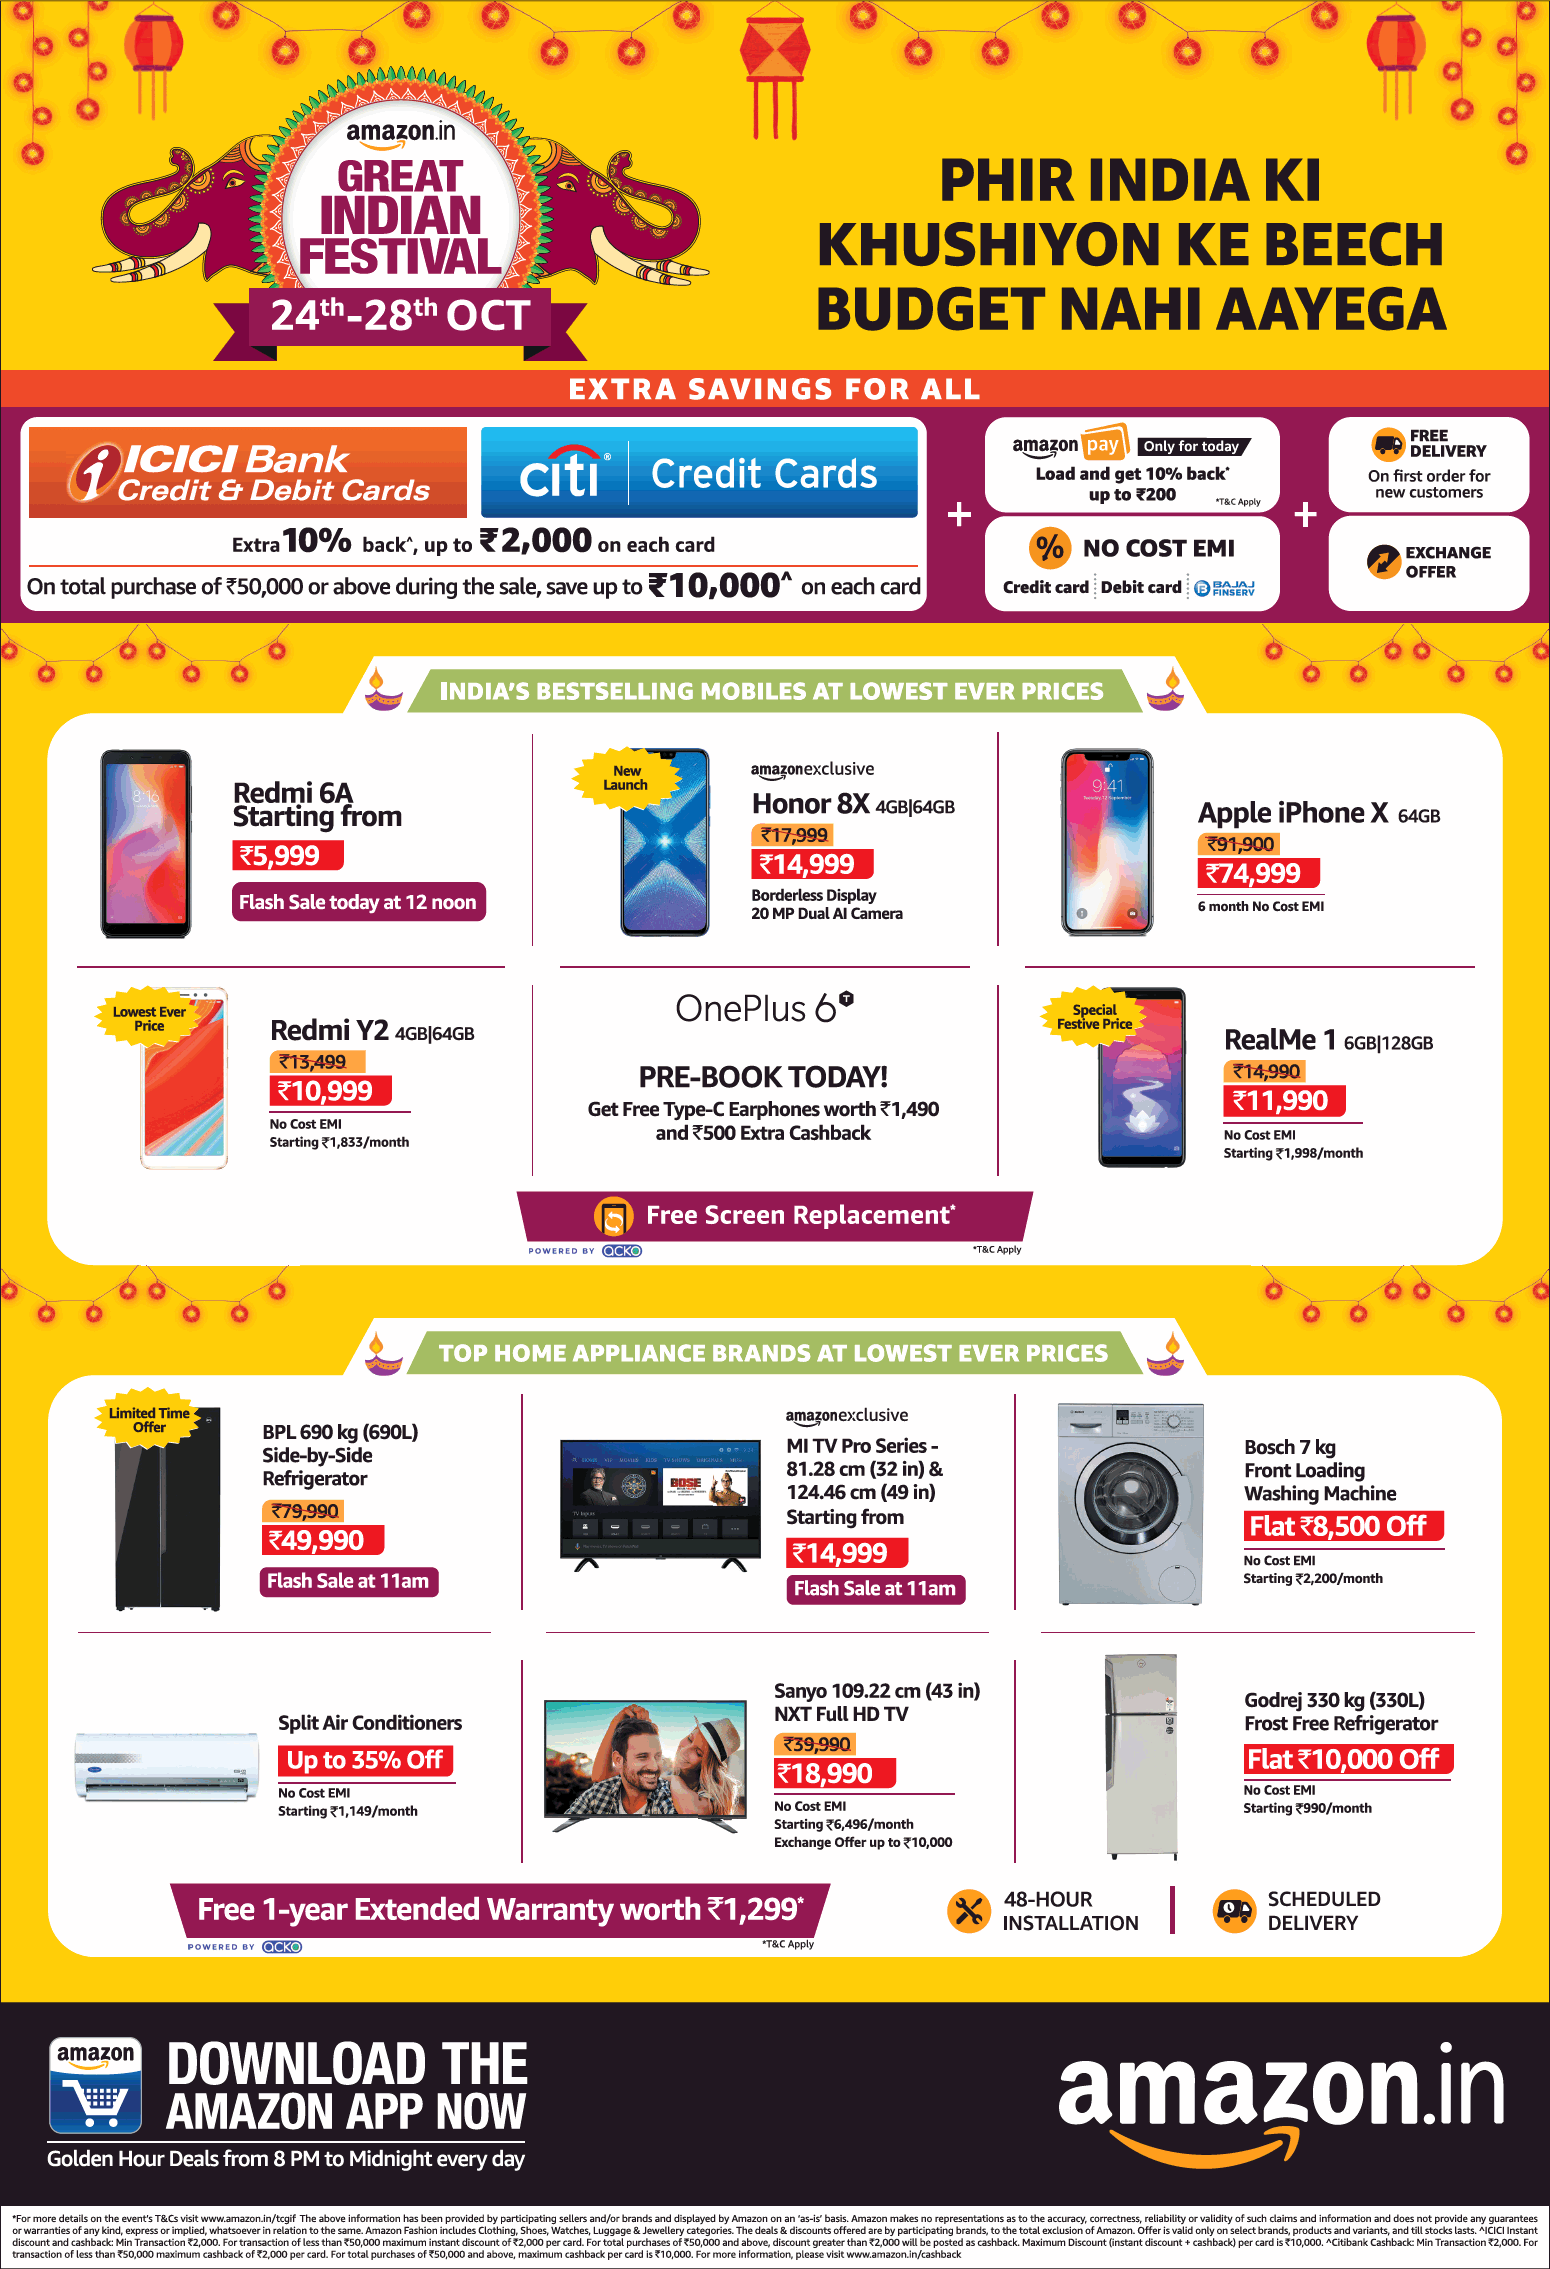 amazon.in
GREAT
INDIAN
FESTIVAL
24th-28th OCT
PHIR INDIA KI
KHUSHIYON KE BEECH
BUDGET NAHI AAYEGA
EXTRA SAVINGS FOR ALL
ICICI Bank
Credit & Debit Cards
citi® Credit Cards
Extra 10% back^, up to ₹2,000 on each card
On total purchase of ₹50,000 or above during the sale, save up to ₹10,000^ on each card
+
amazon pay Only for today
Load and get 10% back*
up to ₹200 *T&C Apply
% NO COST EMI
Credit card Debit card BAJAJ FINSERV
+
FREE
DELIVERY
On first order for
new customers
EXCHANGE
OFFER
INDIA'S BESTSELLING MOBILES AT LOWEST EVER PRICES
8:16
Redmi 6A
Starting from
₹5,999
Flash Sale today at 12 noon
New
Launch
amazonexclusive
Honor 8X 4GB|64GB
₹17,999
₹14,999
Borderless Display
20 MP Dual AI Camera
9:41
Tuesday, 12 September
Apple iPhone X 64GB
₹91,900
₹74,999
6 month No Cost EMI
Lowest Ever
Price
Redmi Y2 4GB|64GB
₹13,499
₹10,999
No Cost EMI
Starting ₹1,833/month
OnePlus 6T
PRE-BOOK TODAY!
Get Free Type-C Earphones worth ₹1,490
and ₹500 Extra Cashback
Special
Festive Price
RealMe 1 6GB|128GB
₹14,990
₹11,990
No Cost EMI
Starting ₹1,998/month
Free Screen Replacement*
POWERED BY acko
*T&C Apply
TOP HOME APPLIANCE BRANDS AT LOWEST EVER PRICES
Limited Time
Offer
BPL 690 kg (690L)
Side-by-Side
Refrigerator
₹79,990
₹49,990
Flash Sale at 11am
BOSE
TV Inputs
amazonexclusive
MI TV Pro Series -
81.28 cm (32 in) &
124.46 cm (49 in)
Starting from
₹14,999
Flash Sale at 11am
Bosch 7 kg
Front Loading
Washing Machine
Flat ₹8,500 Off
No Cost EMI
Starting ₹2,200/month
Split Air Conditioners
Up to 35% Off
No Cost EMI
Starting ₹1,149/month
Sanyo 109.22 cm (43 in)
NXT Full HD TV
₹39,990
₹18,990
No Cost EMI
Starting ₹6,496/month
Exchange Offer up to ₹10,000
Godrej 330 kg (330L)
Frost Free Refrigerator
Flat ₹10,000 Off
No Cost EMI
Starting ₹990/month
Free 1-year Extended Warranty worth ₹1,299*
POWERED BY acko
*T&C Apply
48-HOUR
INSTALLATION
SCHEDULED
DELIVERY
amazon
DOWNLOAD THE
AMAZON APP NOW
Golden Hour Deals from 8 PM to Midnight every day
amazon.in
*For more details on the event's T&Cs visit www.amazon.in/tcgif The above information has been provided by participating sellers and/or brands and displayed by Amazon on an 'as-is' basis. Amazon makes no representations as to the accuracy, correctness, reliability or validity of such claims and information and does not provide any guarantees
or warranties of any kind, express or implied, whatsoever in relation to the same. Amazon Fashion includes Clothing, Shoes, Watches, Luggage & Jewellery categories. The deals & discounts offered are by participating brands, to the total exclusion of Amazon. Offer is valid only on select brands, products and variants, and till stocks lasts. ^ICICI Instant
discount and cashback: Min Transaction ₹2,000. For transaction of less than ₹50,000 maximum instant discount of ₹2,000 per card. For total purchases of ₹50,000 and above, discount greater than ₹2,000 will be posted as cashback. Maximum Discount (instant discount + cashback) per card is ₹10,000. ^Citibank Cashback: Min Transaction ₹2,000. For
transaction of less than ₹50,000 maximum cashback of ₹2,000 per card. For total purchases of ₹50,000 and above, maximum cashback per card is ₹10,000. For more information, please visit www.amazon.in/cashback